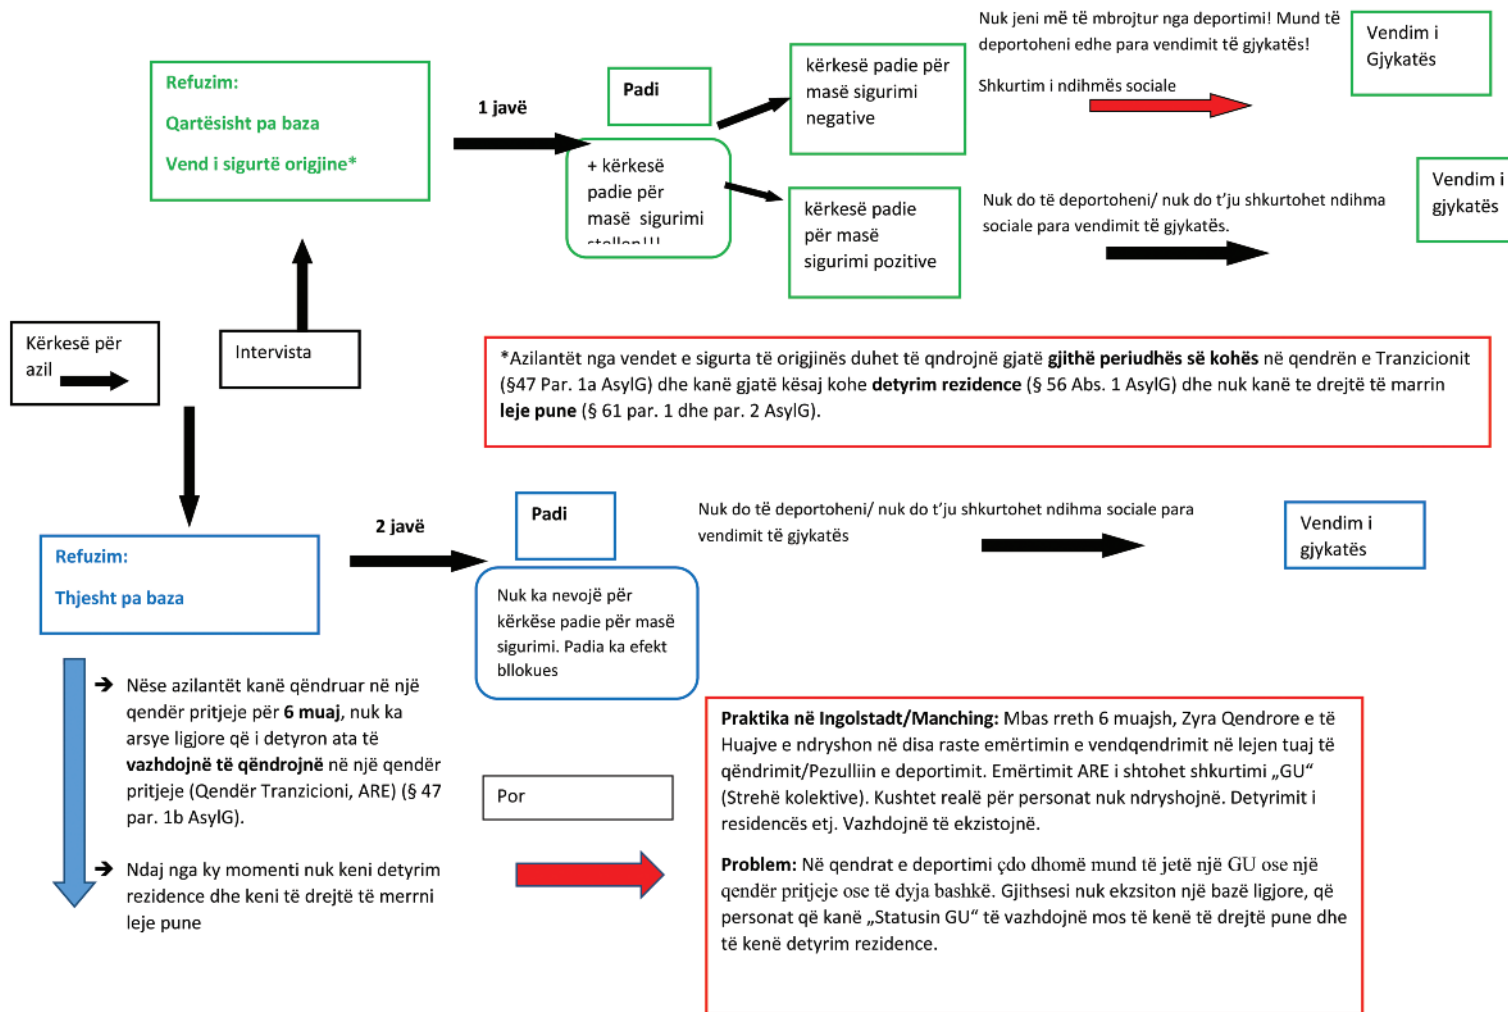 Refuzim:
Qartësisht pa baza
Vend i sigurtë origjine*
1 javë
Padi
+ kërkesë
padie për
masë sigurimi
stellen!!!
kërkesë padie për
masë sigurimi
negative
Nuk jeni më të mbrojtur nga deportimi! Mund të
deportoheni edhe para vendimit të gjykatës!
Shkurtim i ndihmës sociale
Vendim i
Gjykatës
kërkesë padie
për masë
sigurimi pozitive
Nuk do të deportoheni/ nuk do t’ju shkurtohet ndihma
sociale para vendimit të gjykatës.
Vendim i
gjykatës
Kërkesë për
azil
Intervista
*Azilantët nga vendet e sigurta të origjinës duhet të qndrojnë gjatë gjithë periudhës së kohës në qendrën e Tranzicionit
(§47 Par. 1a AsylG) dhe kanë gjatë kësaj kohe detyrim rezidence (§ 56 Abs. 1 AsylG) dhe nuk kanë te drejtë të marrin
leje pune (§ 61 par. 1 dhe par. 2 AsylG).
Refuzim:
Thjesht pa baza
2 javë
Padi
Nuk ka nevojë për
kërkëse padie për masë
sigurimi. Padia ka efekt
bllokues
Nuk do të deportoheni/ nuk do t’ju shkurtohet ndihma sociale para
vendimit të gjykatës
Vendim i
gjykatës
Nëse azilantët kanë qëndruar në një
qendër pritjeje për 6 muaj, nuk ka
arsye ligjore që i detyron ata të
vazhdojnë të qëndrojnë në një qendër
pritjeje (Qendër Tranzicioni, ARE) (§ 47
par. 1b AsylG).
Ndaj nga ky momenti nuk keni detyrim
rezidence dhe keni të drejtë të merrni
leje pune
Por
Praktika në Ingolstadt/Manching: Mbas rreth 6 muajsh, Zyra Qendrore e të
Huajve e ndryshon në disa raste emërtimin e vendqendrimit në lejen tuaj të
qëndrimit/Pezulliin e deportimit. Emërtimit ARE i shtohet shkurtimi „GU“
(Strehë kolektive). Kushtet realë për personat nuk ndryshojnë. Detyrimit i
residencës etj. Vazhdojnë të ekzistojnë.
Problem: Në qendrat e deportimi çdo dhomë mund të jetë një GU ose një
qendër pritjeje ose të dyja bashkë. Gjithsesi nuk ekzsiton një bazë ligjore, që
personat që kanë „Statusin GU“ të vazhdojnë mos të kenë të drejtë pune dhe
të kenë detyrim rezidence.